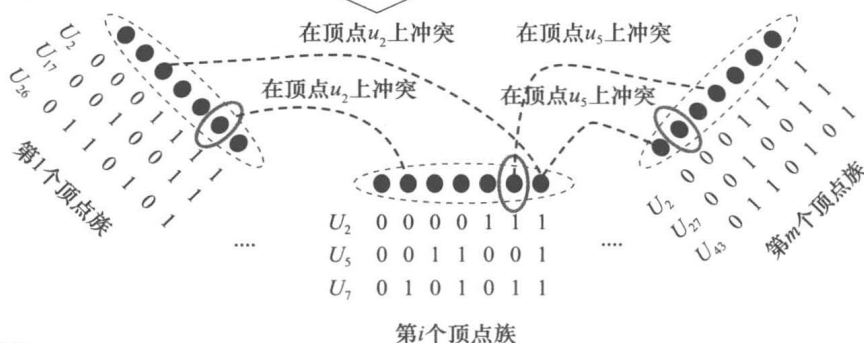 在顶点u₂上冲突
在顶点u₅上冲突
在顶点u₂上冲突
在顶点u₅上冲突
U₂ 0 0 0 1 1 1 1
U₁₇ 0 0 1 0 0 1 1
U₂₆ 0 1 1 0 1 0 1
第1个顶点族
....
U₂ 0 0 0 0 1 1 1
U₅ 0 0 1 1 0 0 1
U₇ 0 1 0 1 0 1 1
第i个顶点族
....
U₂ 0 0 0 1 1 1 1
U₂₇ 0 0 1 0 0 1 1
U₄₃ 0 1 1 0 1 0 1
第m个顶点族